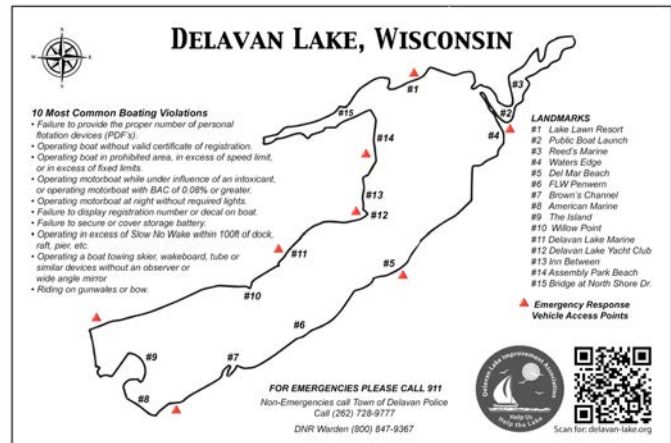 DELAVAN LAKE, WISCONSIN
N
W
E
S
10 Most Common Boating Violations
• Failure to provide the proper number of personal
flotation devices (PDF's).
• Operating boat without valid certificate of registration.
• Operating boat in prohibited area, in excess of speed limit,
or in excess of fixed limits.
• Operating motorboat while under influence of an intoxicant,
or operating motorboat with BAC of 0.08% or greater.
• Operating motorboat at night without required lights.
• Failure to display registration number or decal on boat.
• Failure to secure or cover storage battery.
• Operating in excess of Slow No Wake within 100ft of dock,
raft, pier, etc.
• Operating a boat towing skier, wakeboard, tube or
similar devices without an observer or
wide angle mirror
• Riding on gunwales or bow.
#1
#3
#2
#4
#15
#14
#13
#12
#11
#5
#10
#6
#9
#7
#8
LANDMARKS
#1 Lake Lawn Resort
#2 Public Boat Launch
#3 Reed's Marine
#4 Waters Edge
#5 Del Mar Beach
#6 FLW Penwern
#7 Brown's Channel
#8 American Marine
#9 The Island
#10 Willow Point
#11 Delavan Lake Marine
#12 Delavan Lake Yacht Club
#13 Inn Between
#14 Assembly Park Beach
#15 Bridge at North Shore Dr.
Emergency Response
Vehicle Access Points
FOR EMERGENCIES PLEASE CALL 911
Non-Emergencies call Town of Delavan Police
Call (262) 728-9777
DNR Warden (800) 847-9367
Delavan Lake Improvement Association
Help Us
Help the Lake
Scan for: delavan-lake.org